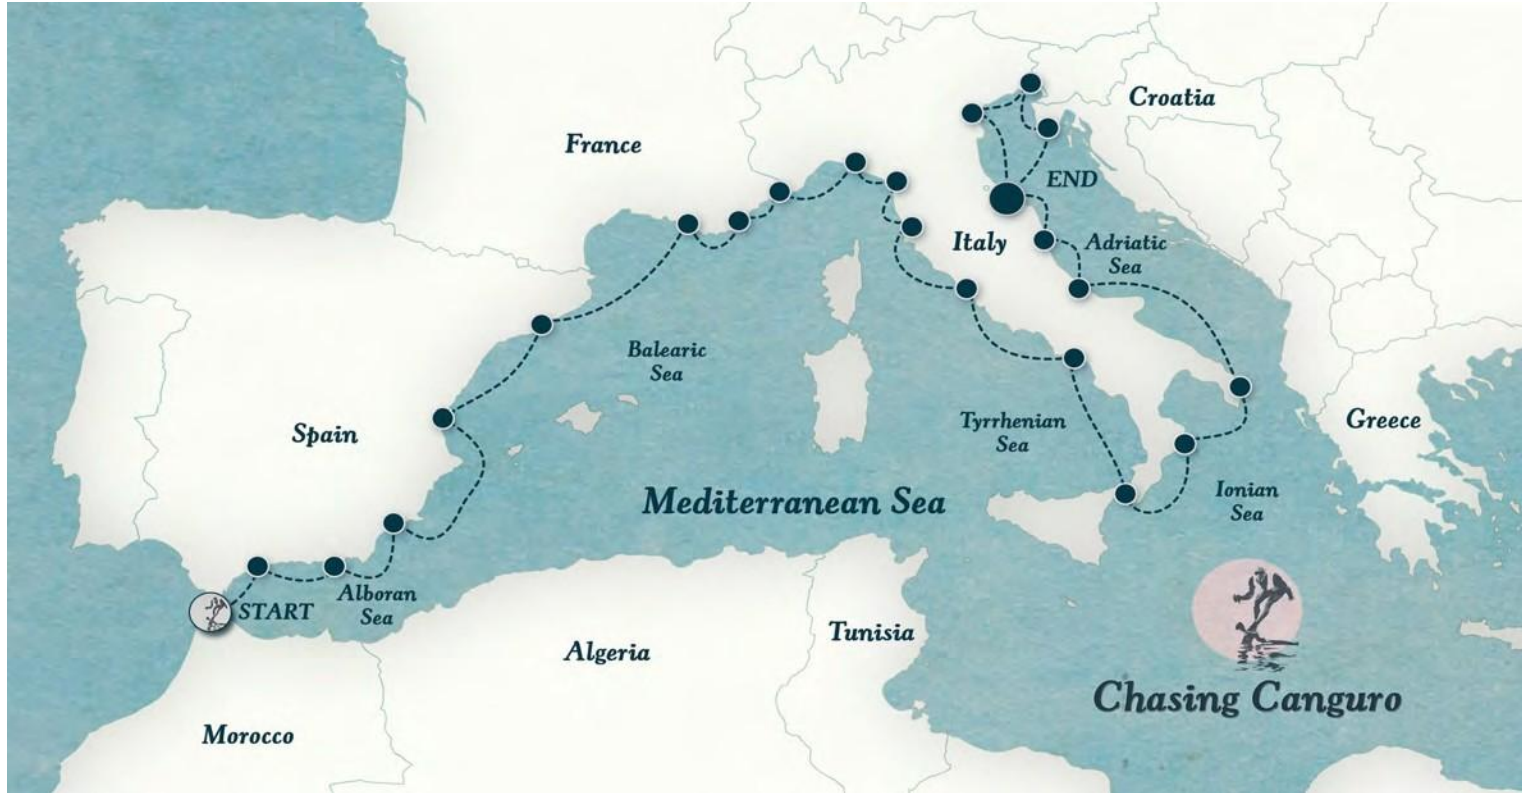 Croatia
France
END
Italy
Adriatic
Sea
Balearic
Sea
Spain
Tyrrhenian
Sea
Greece
Mediterranean Sea
Ionian
Sea
START
Alboran
Sea
Algeria
Tunisia
Morocco
Chasing Canguro